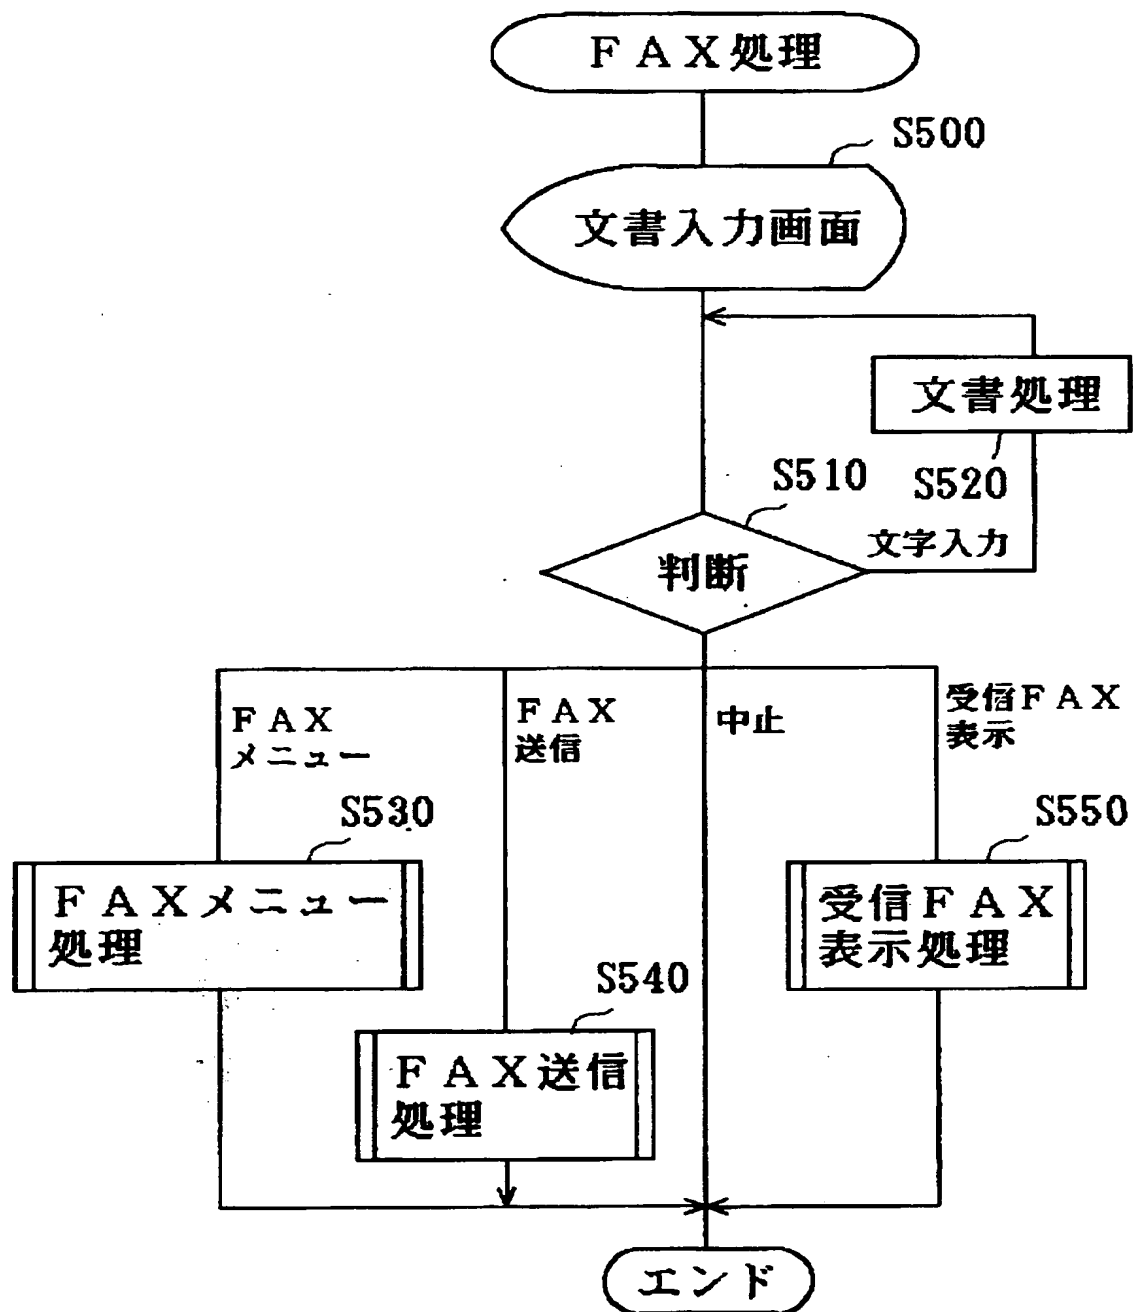 ＦＡＸ処理
S500
文書入力画面
文書処理
S520
S510
文字入力
判断
ＦＡＸ
メニュー
ＦＡＸ
送信
中止
受信ＦＡＸ
表示
S530
ＦＡＸメニュー
処理
S540
ＦＡＸ送信
処理
S550
受信ＦＡＸ
表示処理
エンド